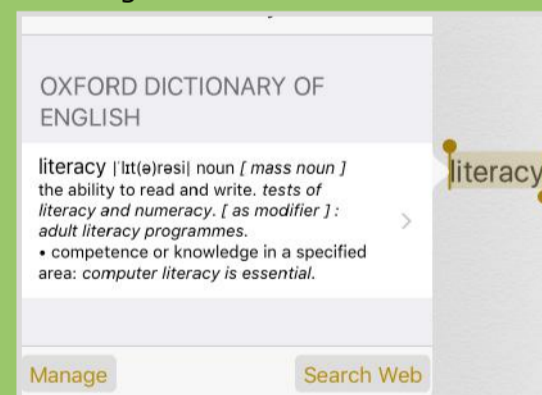 OXFORD DICTIONARY OF
ENGLISH
literacy |ˈlɪt(ə)rəsi| noun [ mass noun ]
the ability to read and write. tests of
literacy and numeracy. [ as modifier ] :
adult literacy programmes.
• competence or knowledge in a specified
area: computer literacy is essential.
literacy
Manage
Search Web